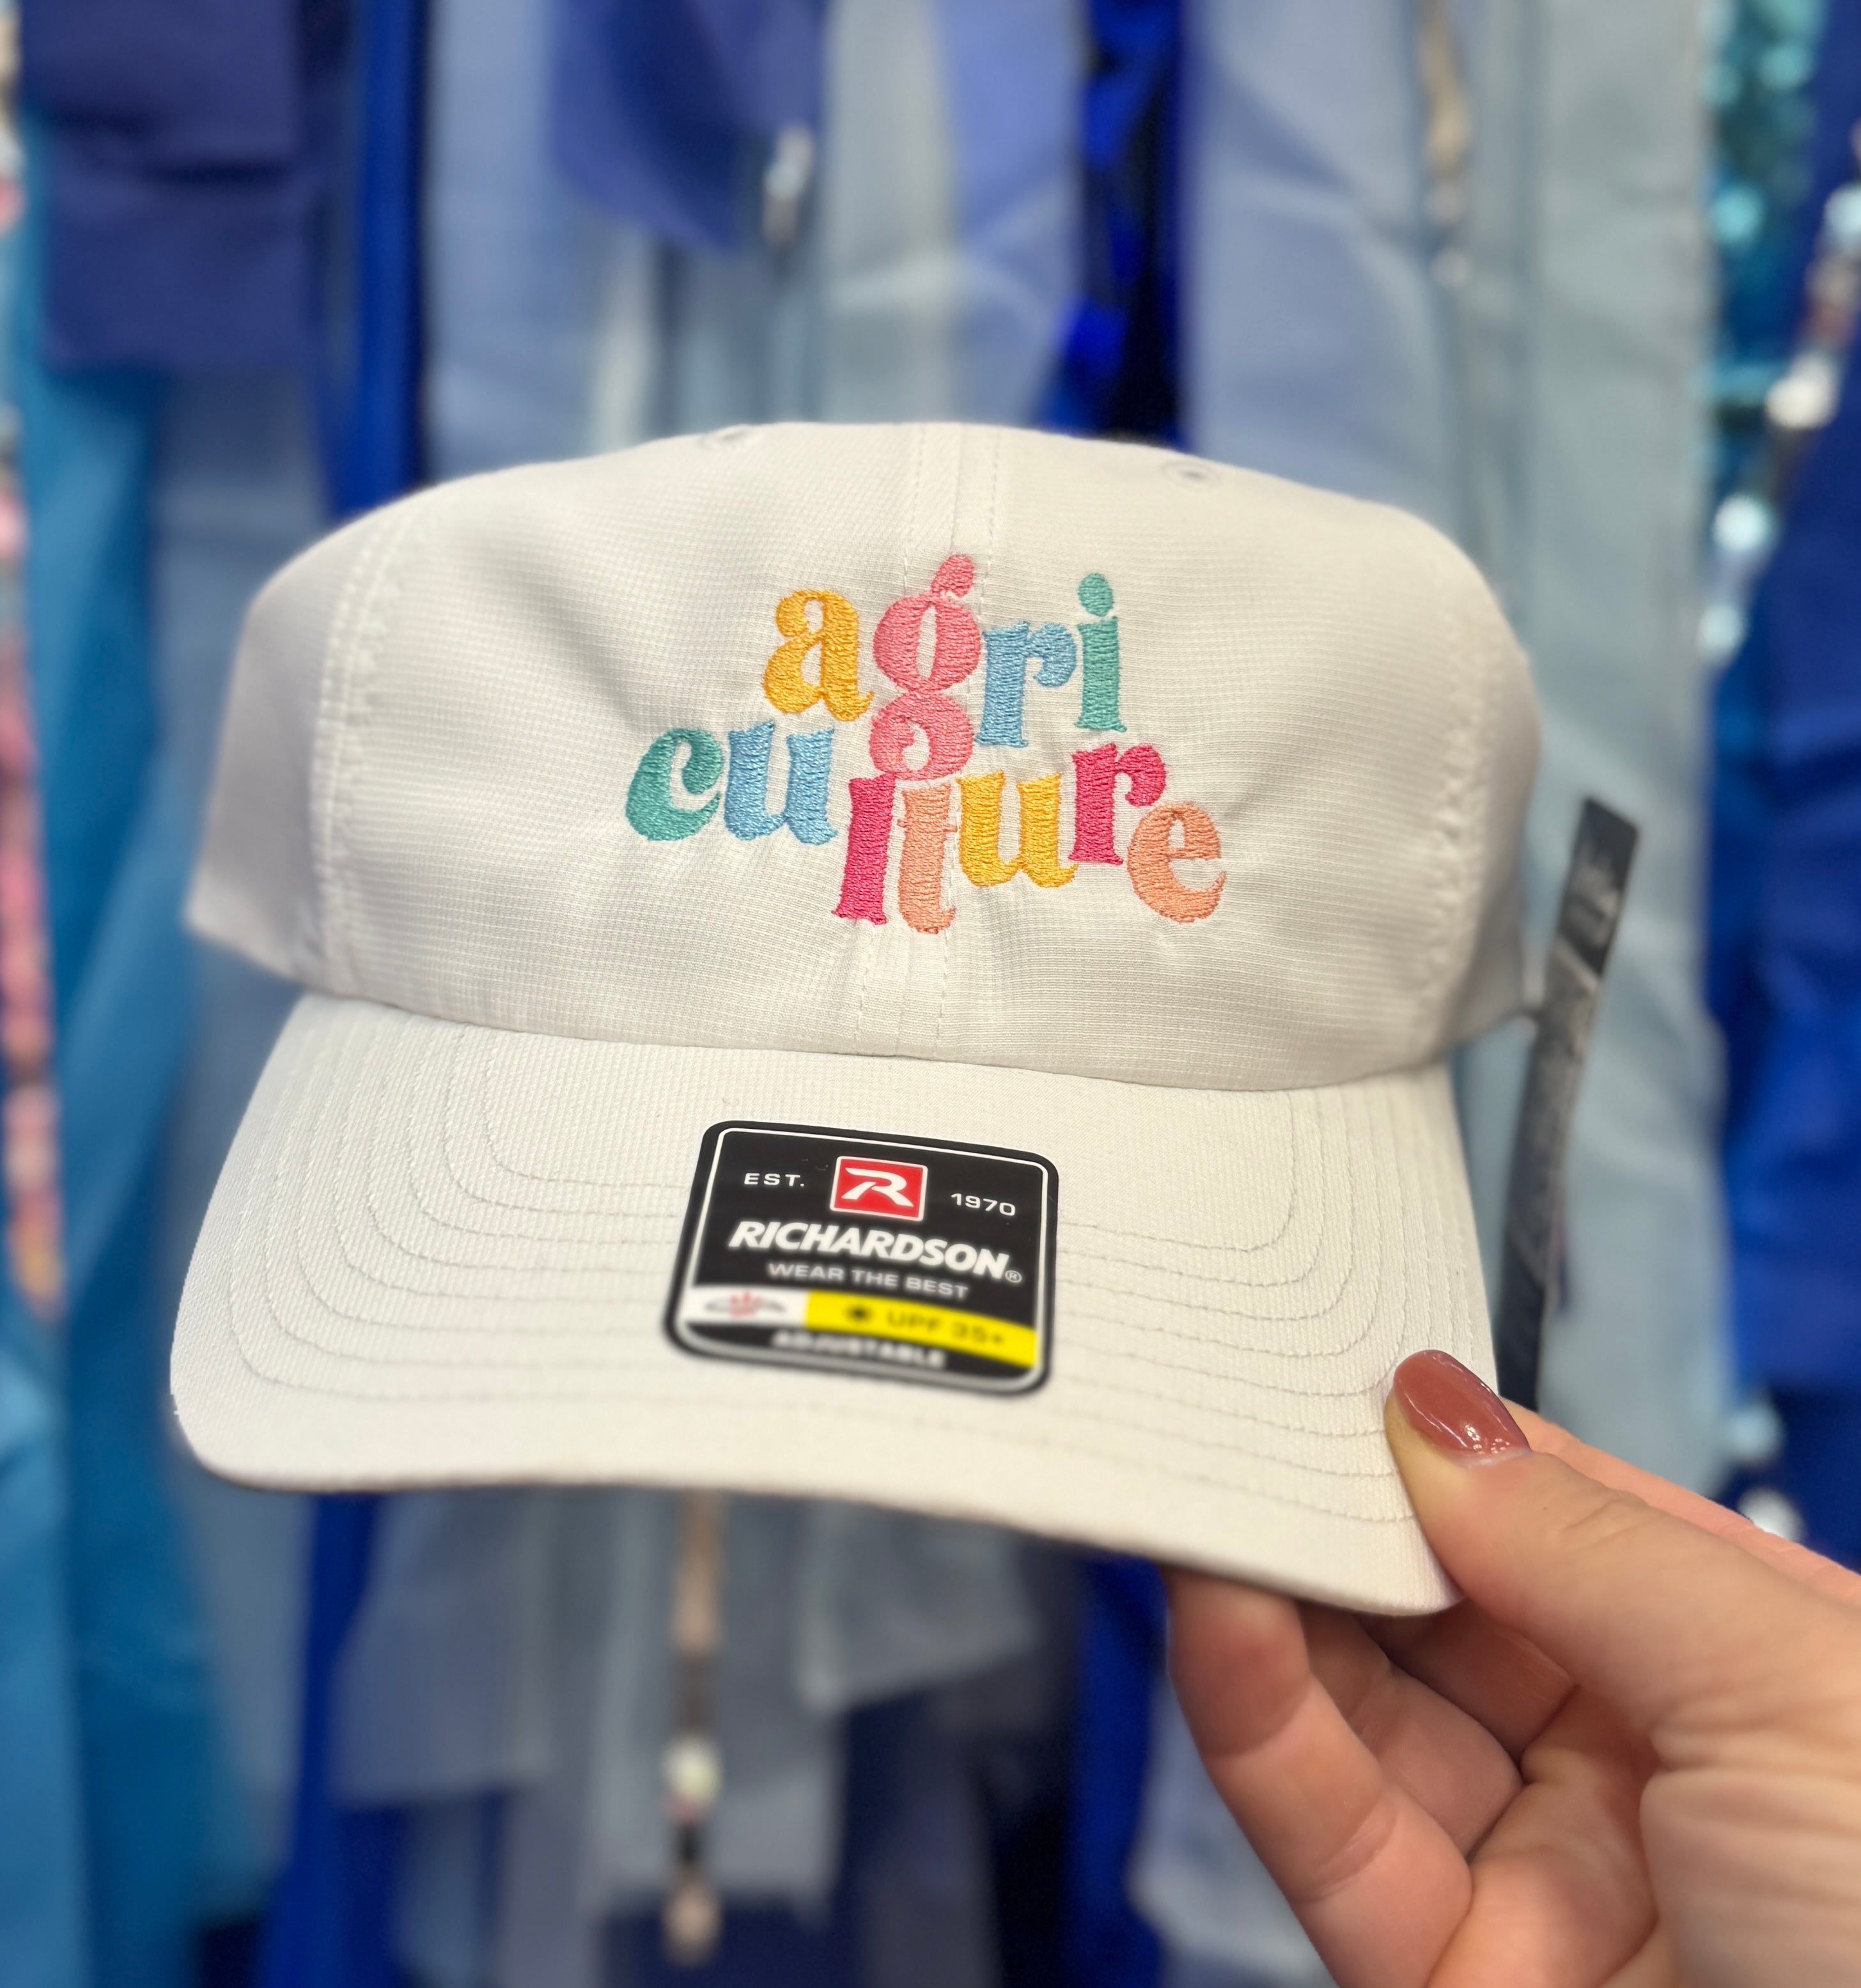 agri
culture
EST. R 1970
RICHARDSON®
WEAR THE BEST
UPF 35+
ADJUSTABLE